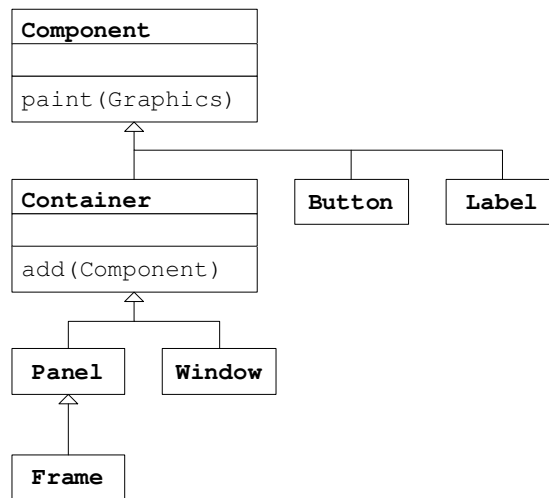 Component
paint(Graphics)
Container
Button
Label
add(Component)
Panel
Window
Frame